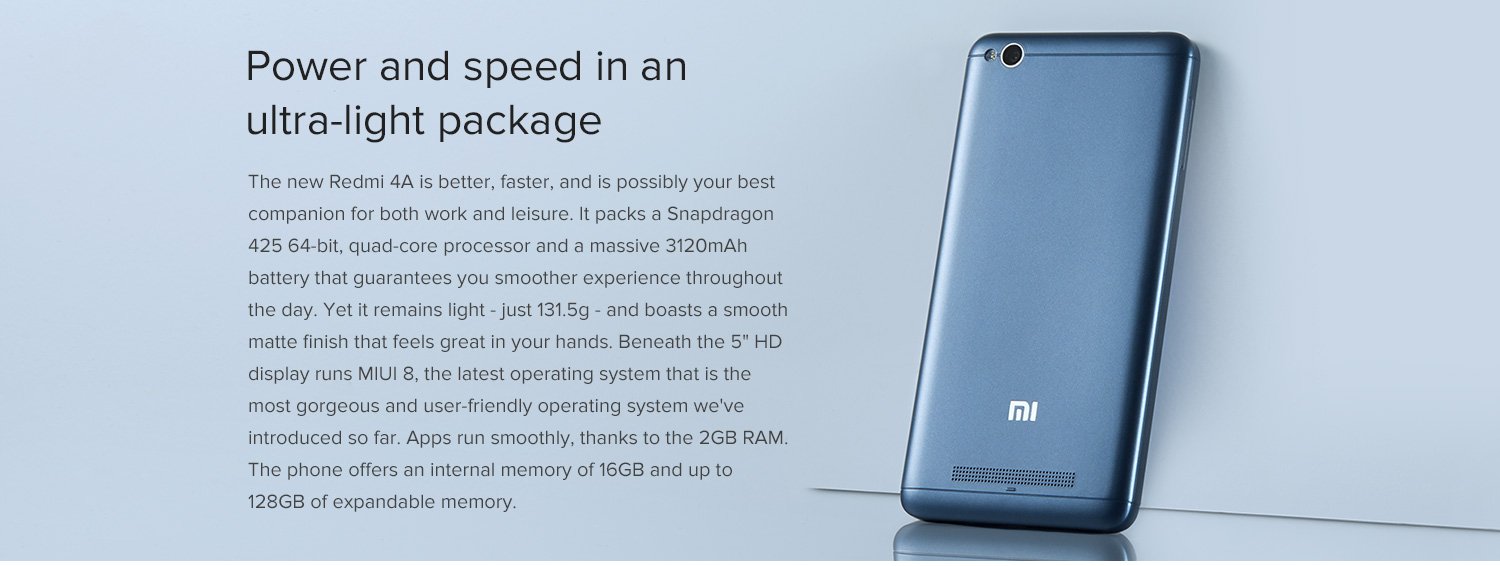 Power and speed in an
ultra-light package
The new Redmi 4A is better, faster, and is possibly your best
companion for both work and leisure. It packs a Snapdragon
425 64-bit, quad-core processor and a massive 3120mAh
battery that guarantees you smoother experience throughout
the day. Yet it remains light - just 131.5g - and boasts a smooth
matte finish that feels great in your hands. Beneath the 5" HD
display runs MIUI 8, the latest operating system that is the
most gorgeous and user-friendly operating system we've
introduced so far. Apps run smoothly, thanks to the 2GB RAM.
The phone offers an internal memory of 16GB and up to
128GB of expandable memory.
MI